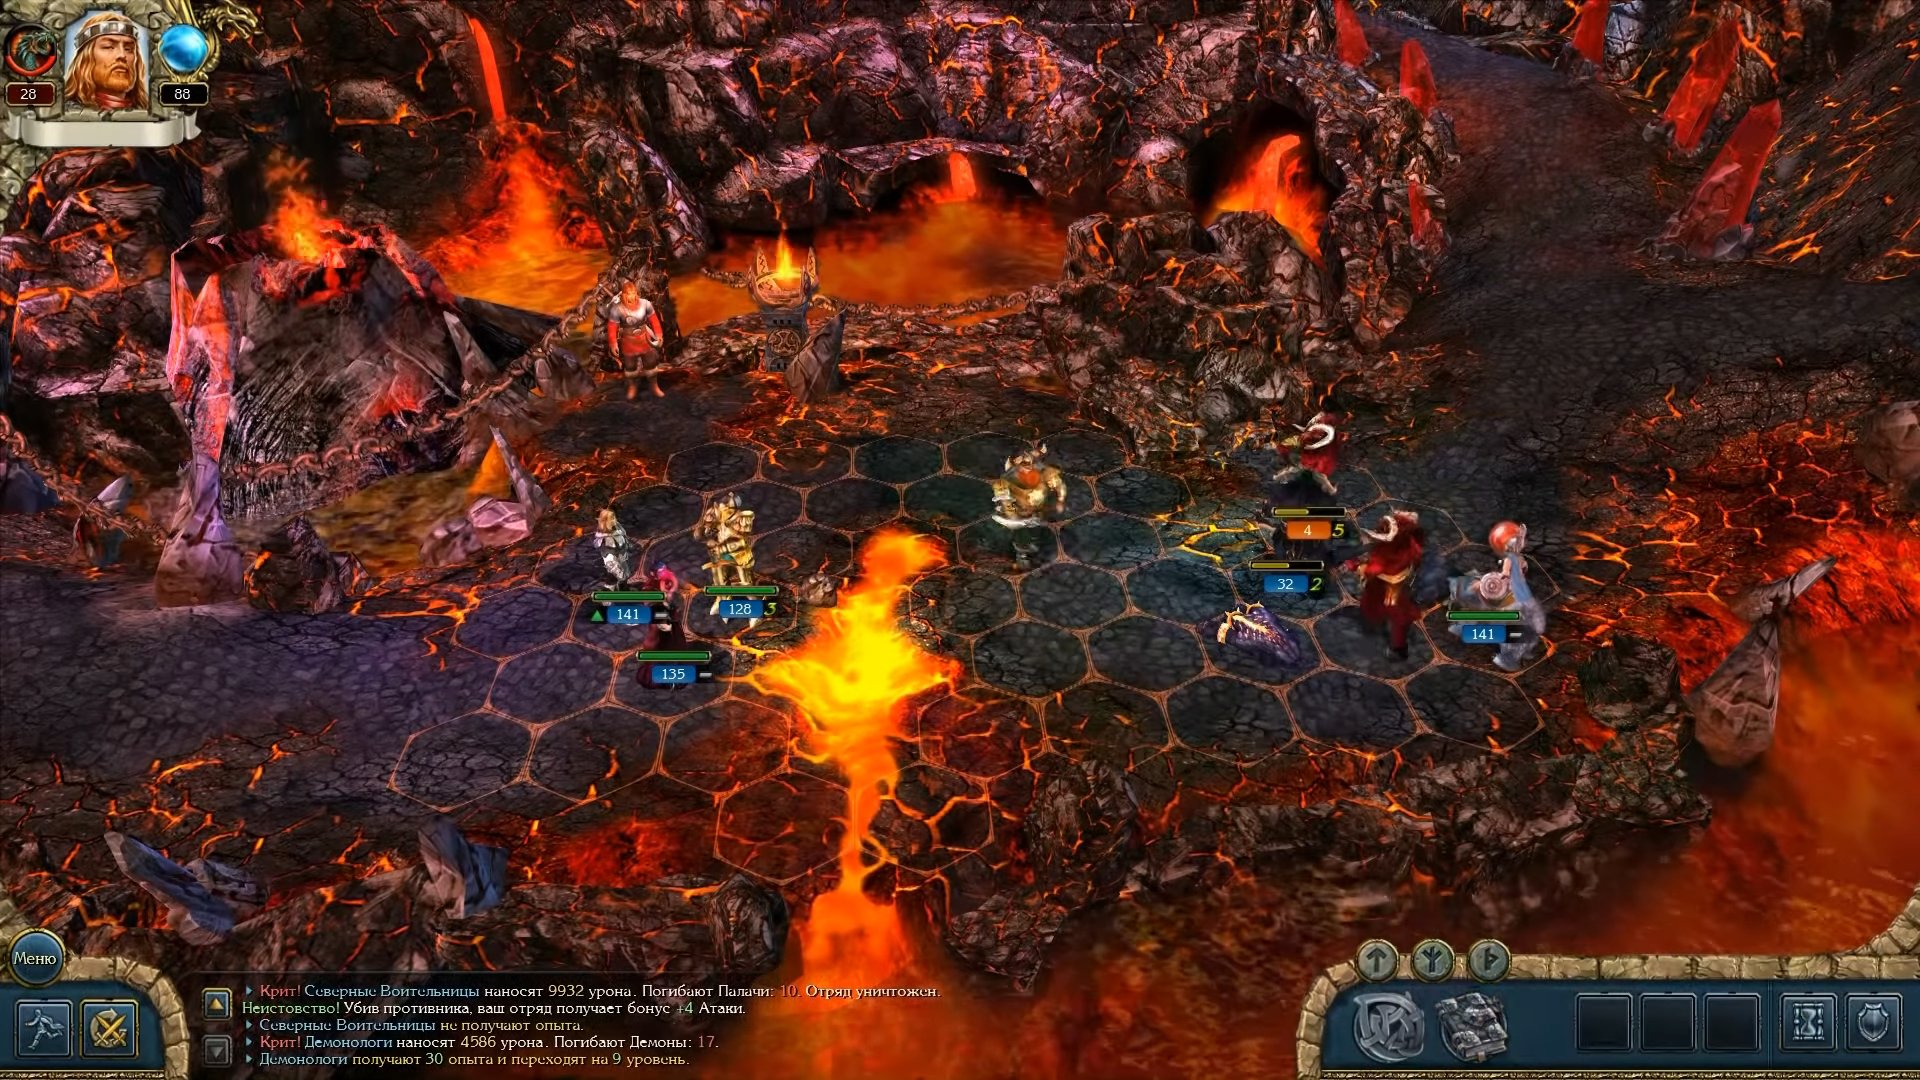 28
88
4 5
32 2
141
128 3
141
135
Меню
Крит! Северные Воительницы наносят 9932 урона. Погибают Палачи: 10. Отряд уничтожен.
Неистовство! Убив противника, ваш отряд получает бонус +4 Атаки.
Северные Воительницы не получают опыта.
Крит! Демонологи наносят 4586 урона. Погибают Демоны: 17.
Демонологи получают 30 опыта и переходят на 9 уровень.